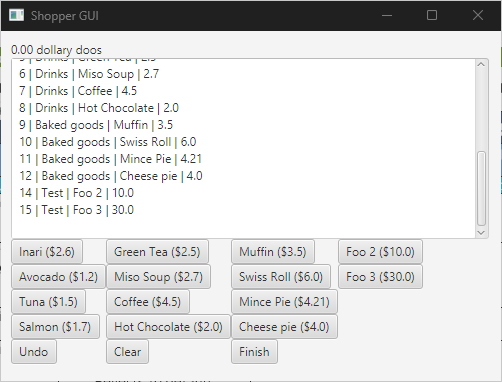 Shopper GUI
0.00 dollary doos
5 | Drinks | Green Tea | 2.5
6 | Drinks | Miso Soup | 2.7
7 | Drinks | Coffee | 4.5
8 | Drinks | Hot Chocolate | 2.0
9 | Baked goods | Muffin | 3.5
10 | Baked goods | Swiss Roll | 6.0
11 | Baked goods | Mince Pie | 4.21
12 | Baked goods | Cheese pie | 4.0
14 | Test | Foo 2 | 10.0
15 | Test | Foo 3 | 30.0
Inari ($2.6) Green Tea ($2.5) Muffin ($3.5) Foo 2 ($10.0)
Avocado ($1.2) Miso Soup ($2.7) Swiss Roll ($6.0) Foo 3 ($30.0)
Tuna ($1.5) Coffee ($4.5) Mince Pie ($4.21)
Salmon ($1.7) Hot Chocolate ($2.0) Cheese pie ($4.0)
Undo Clear Finish